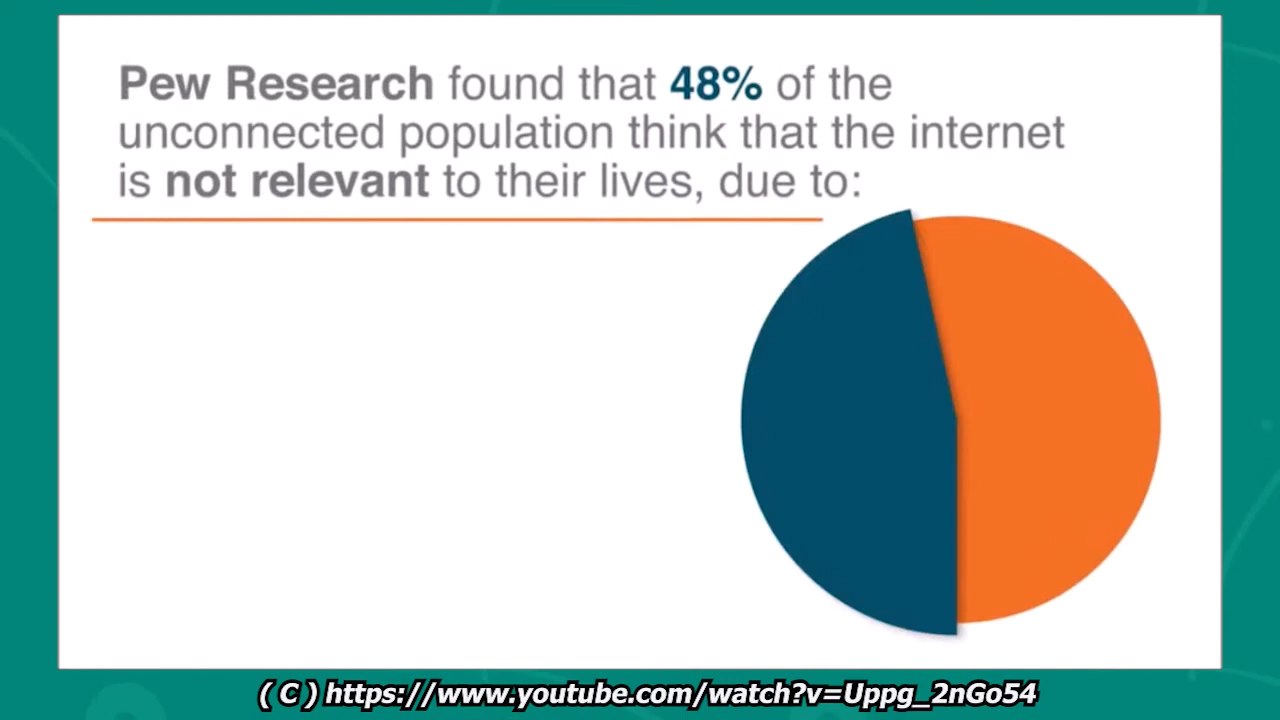 Pew Research found that 48% of the
unconnected population think that the internet
is not relevant to their lives, due to:
( C ) https://www.youtube.com/watch?v=Uppg_2nGo54